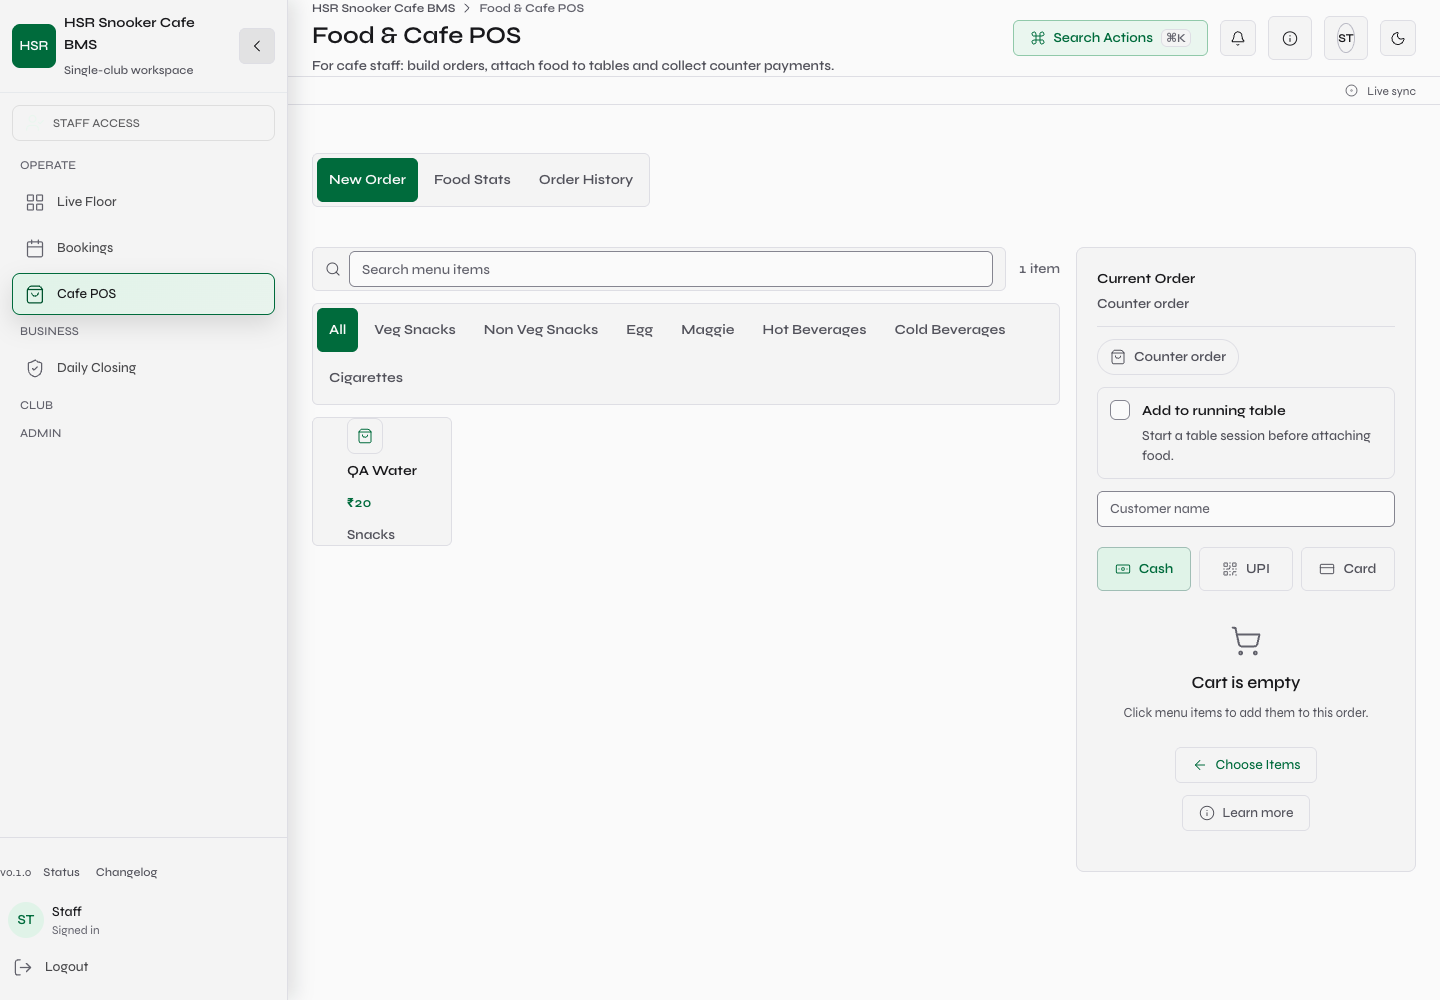 HSR
HSR Snooker Cafe
BMS
Single-club workspace
STAFF ACCESS
OPERATE
Live Floor
Bookings
Cafe POS
BUSINESS
Daily Closing
CLUB
ADMIN
v0.1.0 Status Changelog
ST
Staff
Signed in
Logout
HSR Snooker Cafe BMS > Food & Cafe POS
Food & Cafe POS
For cafe staff: build orders, attach food to tables and collect counter payments.
Search Actions ⌘K
ST
Live sync
New Order Food Stats Order History
Search menu items
1 item
All Veg Snacks Non Veg Snacks Egg Maggie Hot Beverages Cold Beverages
Cigarettes
QA Water
₹20
Snacks
Current Order
Counter order
Counter order
Add to running table
Start a table session before attaching
food.
Customer name
Cash UPI Card
Cart is empty
Click menu items to add them to this order.
Choose Items
Learn more